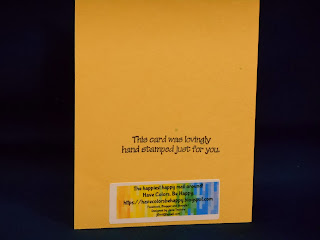 This card was lovingly
hand stamped just for you.
The happiest happy mail around!
Have Colors, Be Happy.
https://havecolorsbehappy.blogspot.com